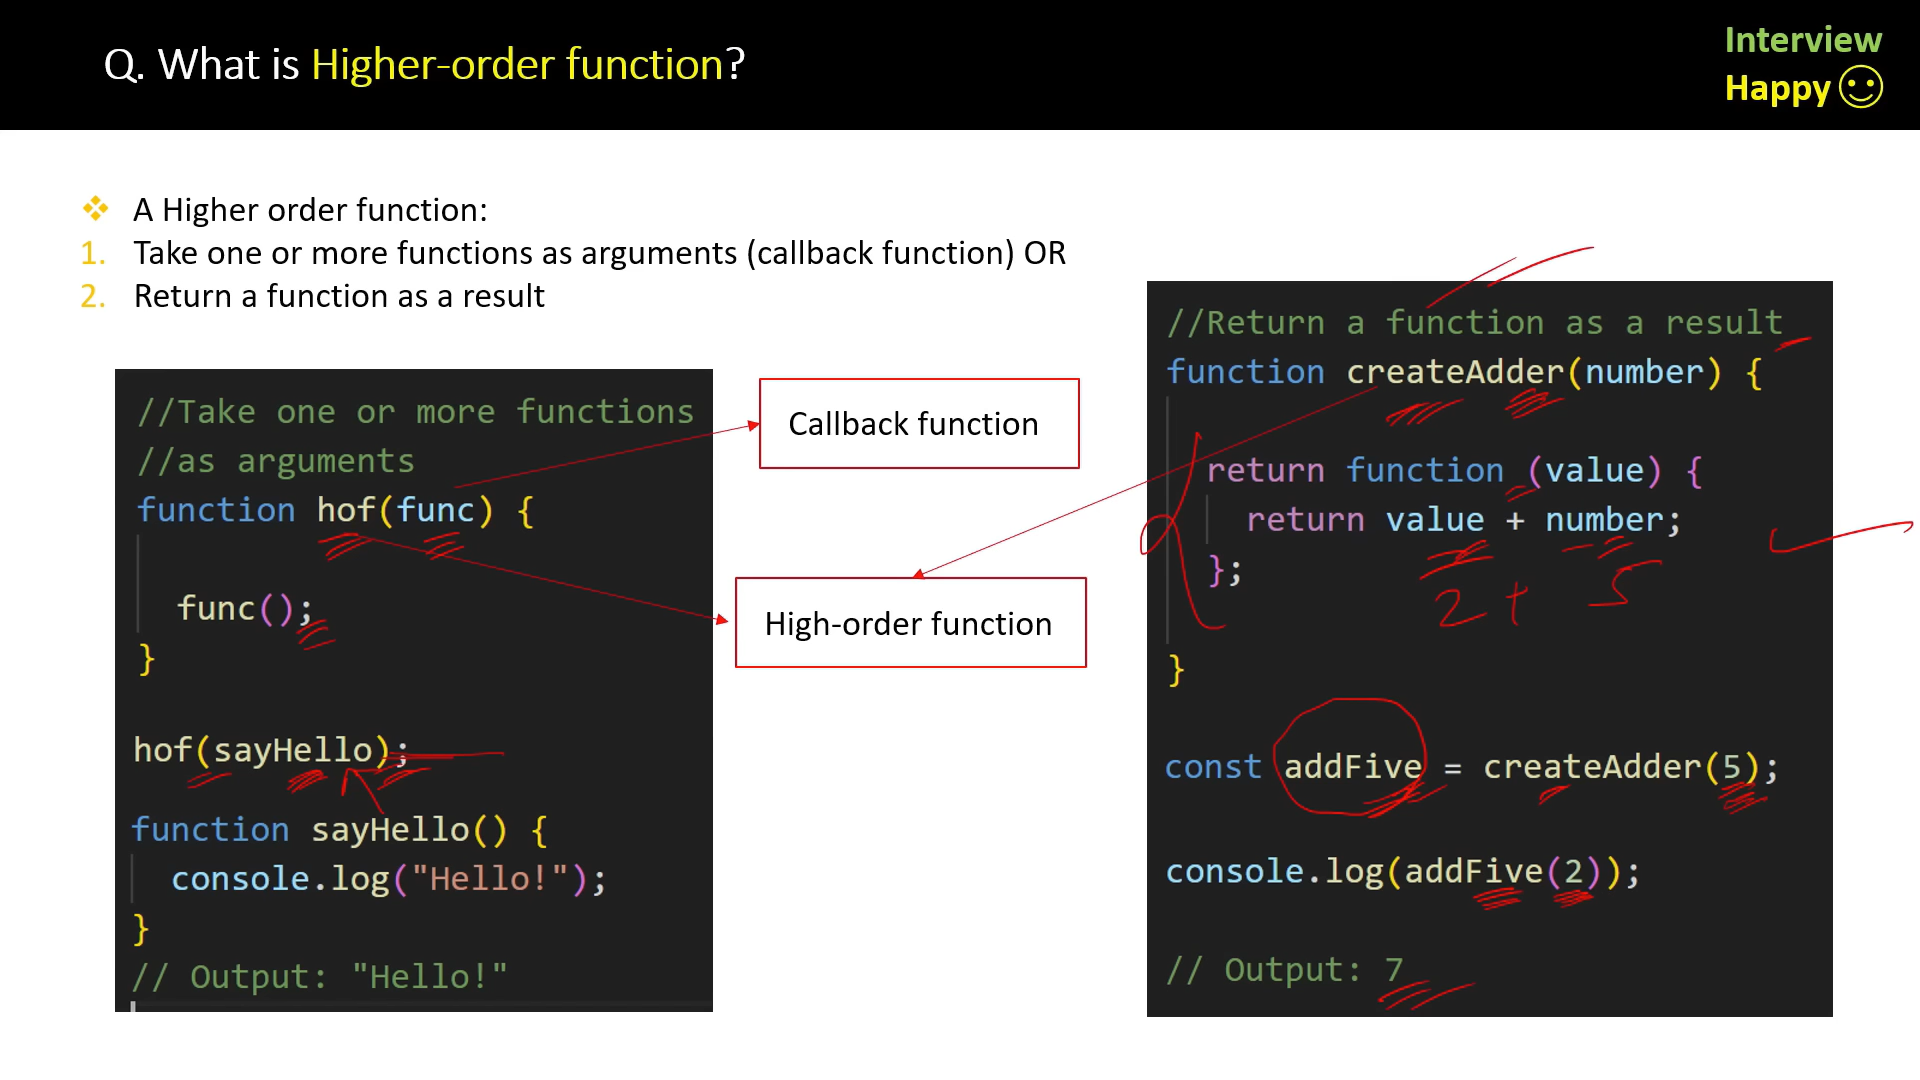 Q. What is Higher-order function?
Interview
Happy
A Higher order function:
1. Take one or more functions as arguments (callback function) OR
2. Return a function as a result
//Take one or more functions
//as arguments
function hof(func) {
func();
}
hof(sayHello);
function sayHello() {
console.log("Hello!");
}
// Output: "Hello!"
Callback function
High-order function
//Return a function as a result
function createAdder(number) {
return function (value) {
return value + number;
};
2 + 5
}
const addFive = createAdder(5);
console.log(addFive(2));
// Output: 7